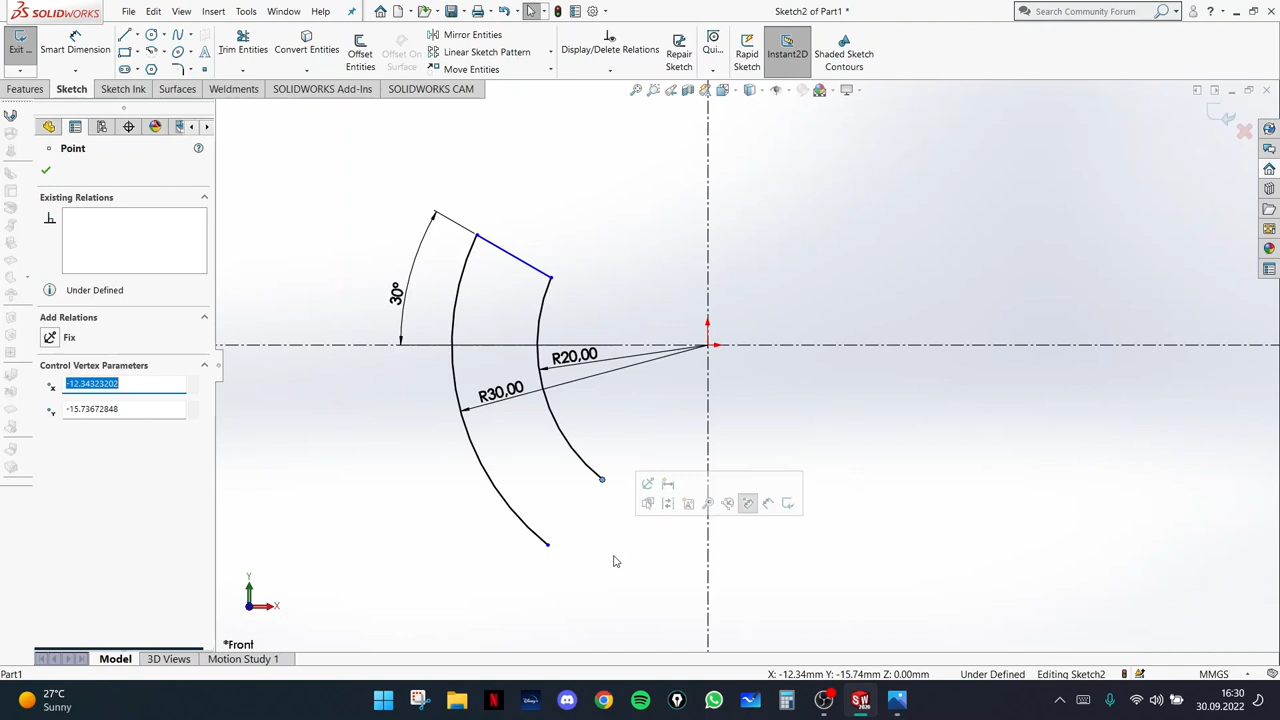 SOLIDWORKS
File
Edit
View
Insert
Tools
Window
Help
Sketch2 of Part1 *
Search Community Forum
Exit ...
Smart Dimension
Trim Entities
Convert Entities
Offset
Entities
Offset On
Surface
Mirror Entities
Linear Sketch Pattern
Move Entities
Display/Delete Relations
Repair
Sketch
Qui...
Rapid
Sketch
Instant2D
Shaded Sketch
Contours
Features
Sketch
Sketch Ink
Surfaces
Weldments
SOLIDWORKS Add-Ins
SOLIDWORKS CAM
Point
Existing Relations
Under Defined
Add Relations
Fix
Control Vertex Parameters
-12.34323202
-15.73672848
30°
R20,00
R30,00
Y
X
*Front
Model
3D Views
Motion Study 1
Part1
X: -12.34mm Y: -15.74mm Z: 0.00mm
Under Defined
Editing Sketch2
MMGS
27°C
Sunny
16:30
30.09.2022